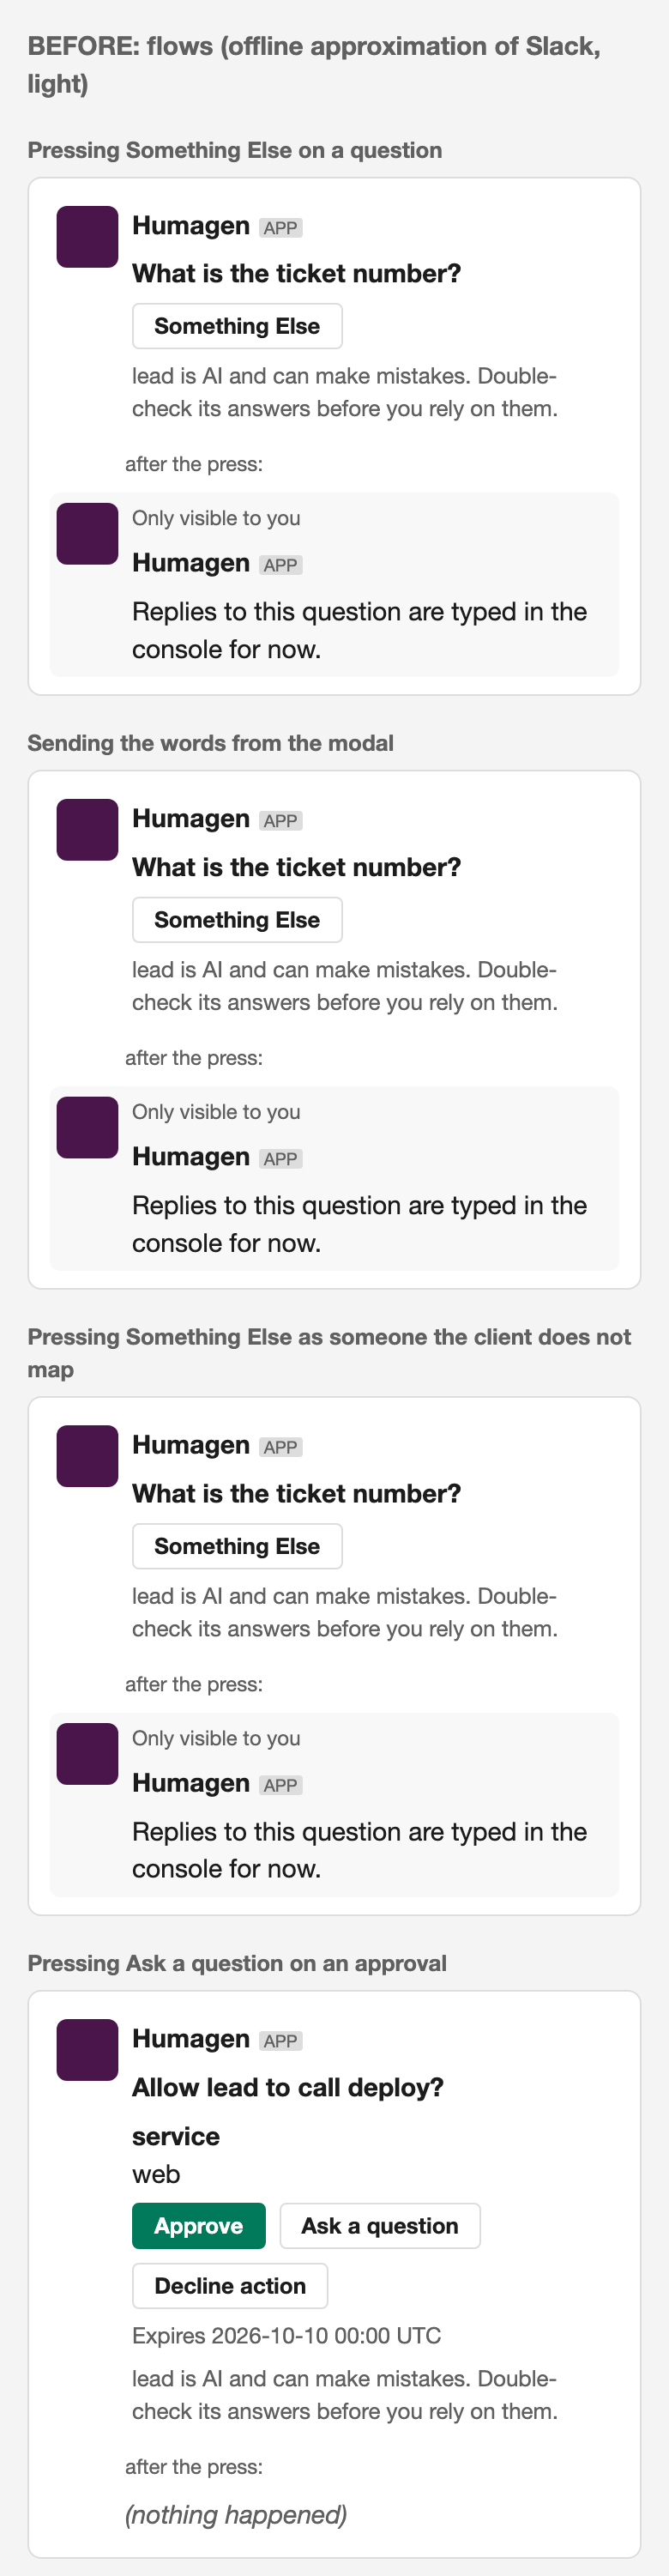 BEFORE: flows (offline approximation of Slack,
light)
Pressing Something Else on a question
Humagen APP
What is the ticket number?
Something Else
lead is AI and can make mistakes. Double-
check its answers before you rely on them.
after the press:
Only visible to you
Humagen APP
Replies to this question are typed in the
console for now.
Sending the words from the modal
Humagen APP
What is the ticket number?
Something Else
lead is AI and can make mistakes. Double-
check its answers before you rely on them.
after the press:
Only visible to you
Humagen APP
Replies to this question are typed in the
console for now.
Pressing Something Else as someone the client does not
map
Humagen APP
What is the ticket number?
Something Else
lead is AI and can make mistakes. Double-
check its answers before you rely on them.
after the press:
Only visible to you
Humagen APP
Replies to this question are typed in the
console for now.
Pressing Ask a question on an approval
Humagen APP
Allow lead to call deploy?
service
web
Approve Ask a question
Decline action
Expires 2026-10-10 00:00 UTC
lead is AI and can make mistakes. Double-
check its answers before you rely on them.
after the press:
(nothing happened)